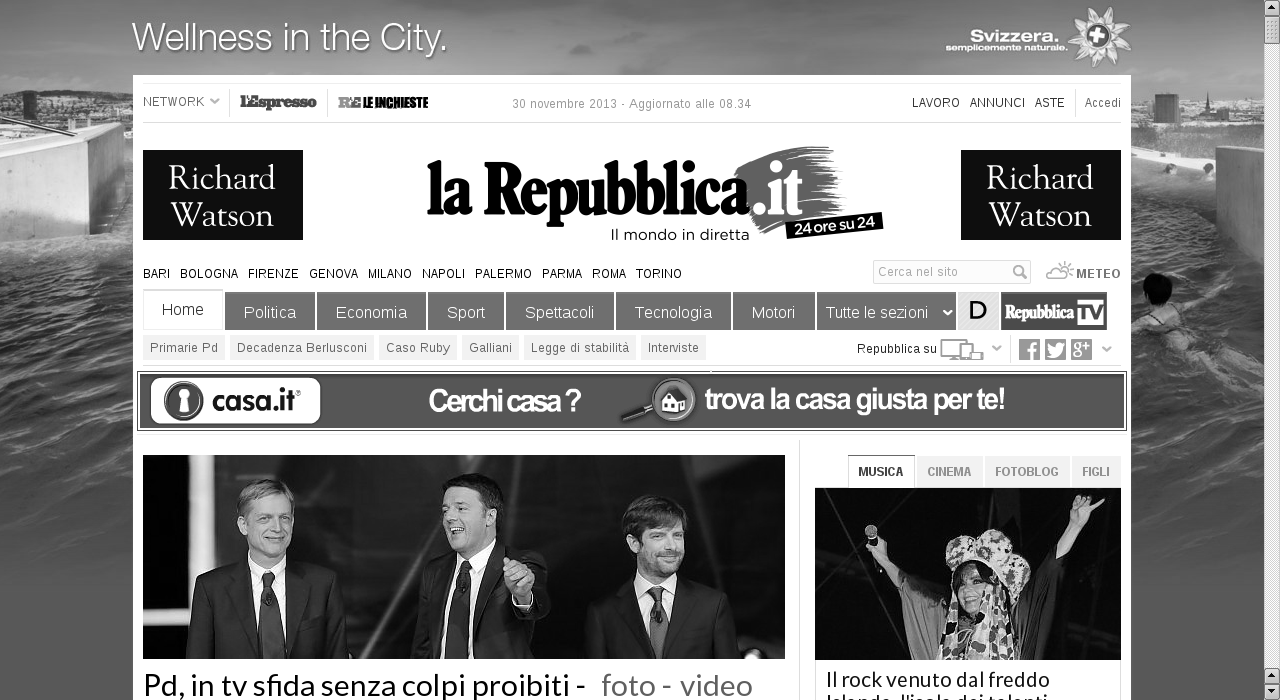 Wellness in the City.
Svizzera.
semplicemente naturale.
NETWORK
L'Espresso
RE LE INCHIESTE
30 novembre 2013 - Aggiornato alle 08.34
LAVORO ANNUNCI ASTE
Accedi
Richard
Watson
la Repubblica.it
24 ore su 24
Il mondo in diretta
Richard
Watson
BARI BOLOGNA FIRENZE GENOVA MILANO NAPOLI PALERMO PARMA ROMA TORINO
Cerca nel sito
METEO
Home Politica Economia Sport Spettacoli Tecnologia Motori Tutte le sezioni D Repubblica TV
Primarie Pd Decadenza Berlusconi Caso Ruby Galliani Legge di stabilità Interviste
Repubblica su
casa.it®
Cerchi casa ?
trova la casa giusta per te!
MUSICA CINEMA FOTOBLOG FIGLI
Pd, in tv sfida senza colpi proibiti - foto - video
Il rock venuto dal freddo